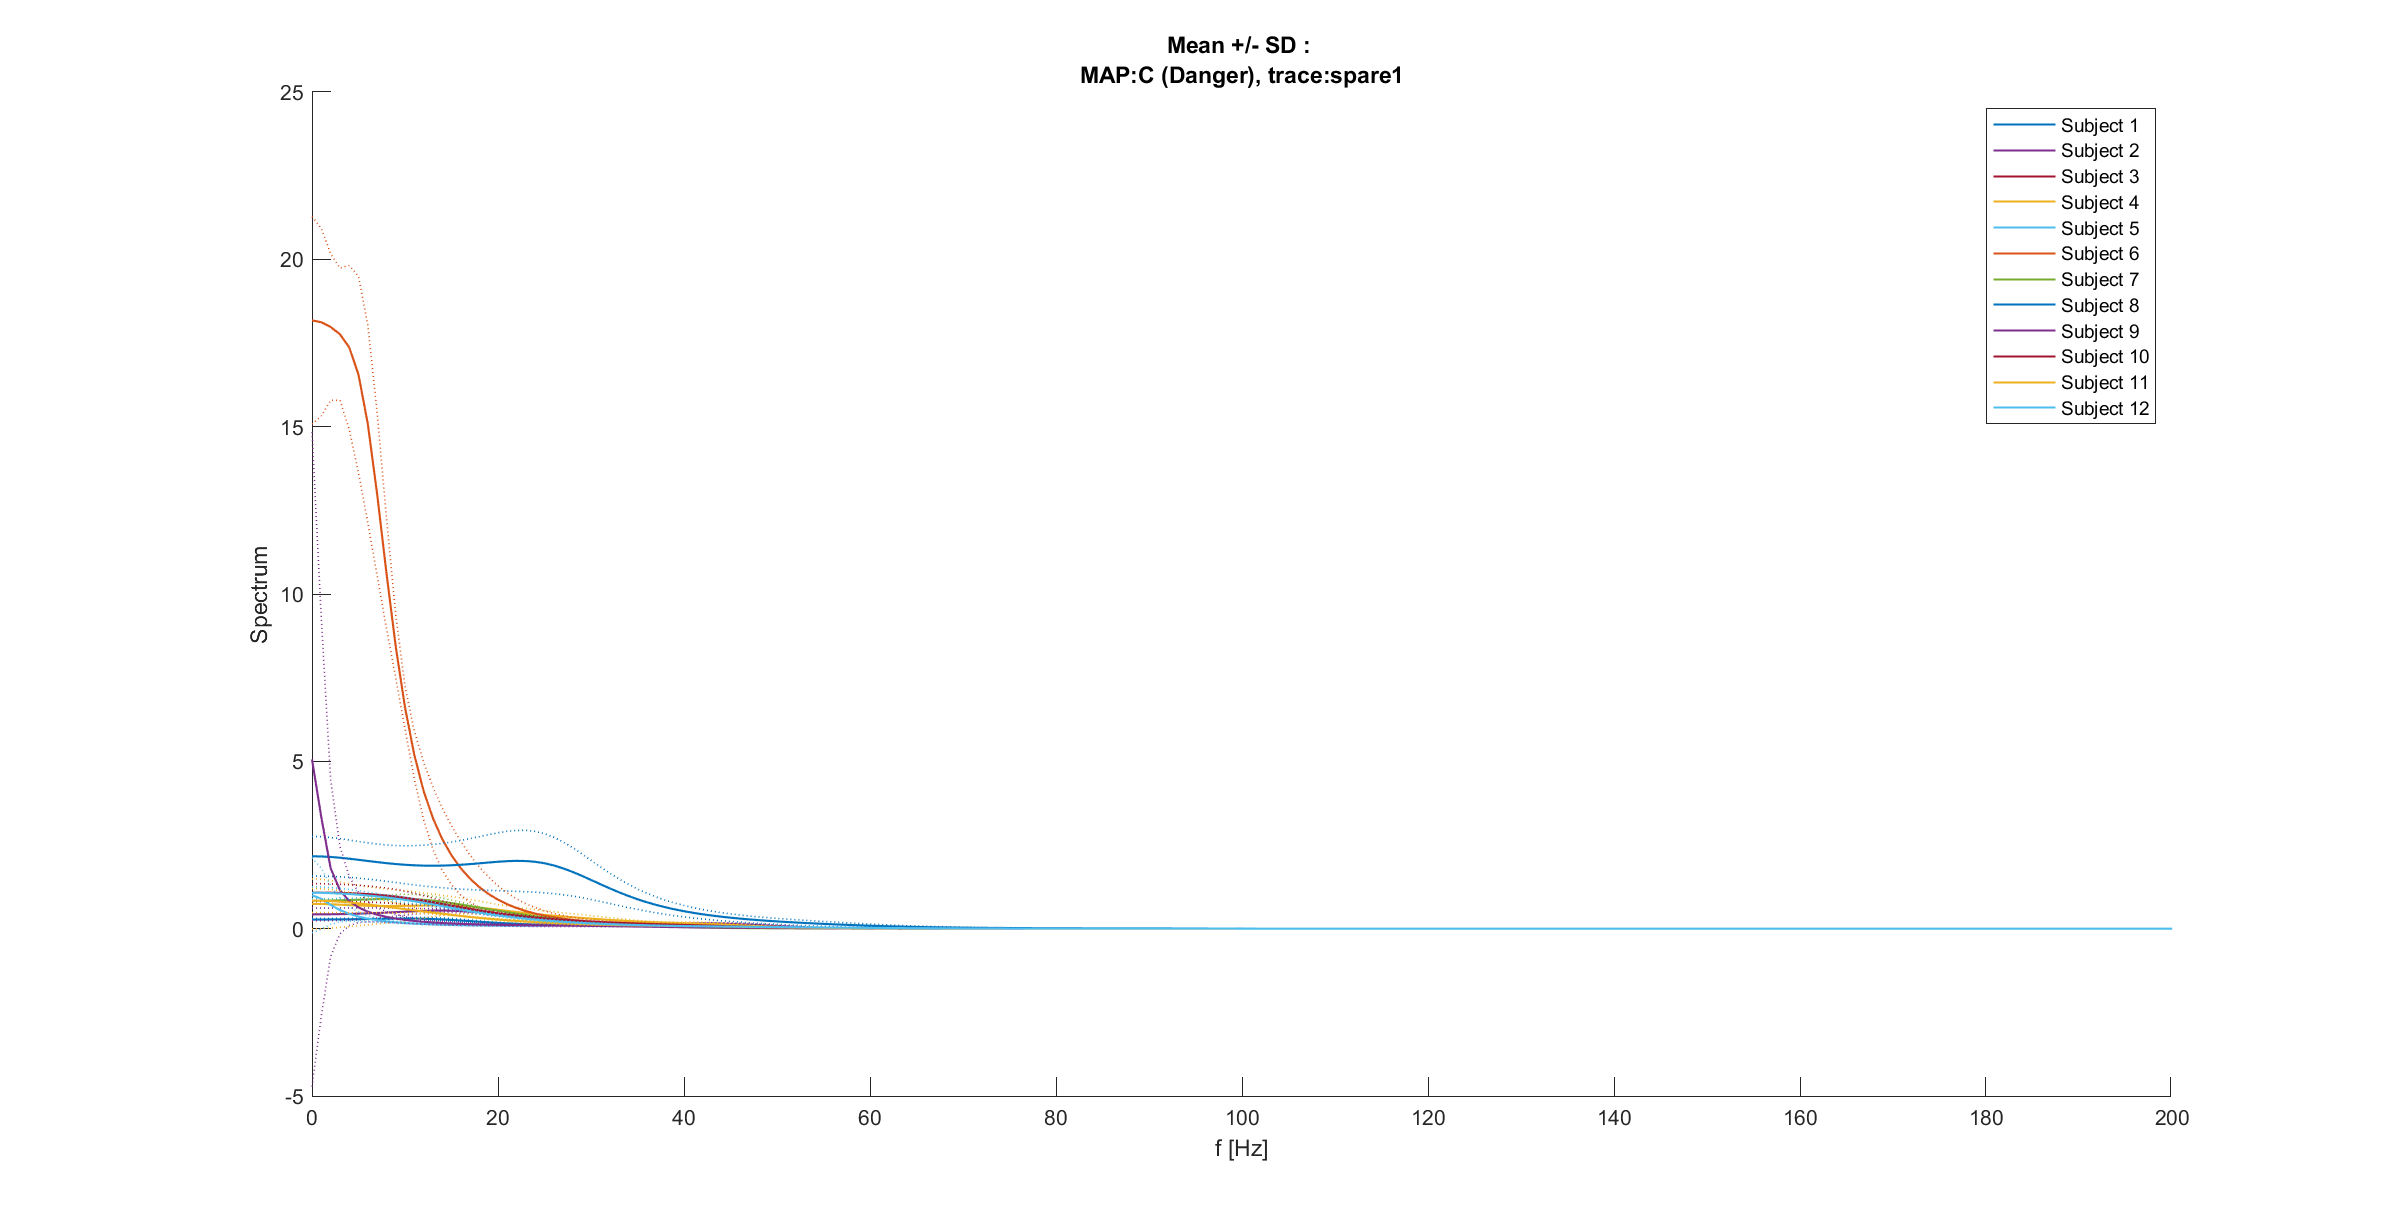 Mean +/- SD :
MAP:C (Danger), trace:spare1
25
20
15
10
5
0
-5
Spectrum
0 20 40 60 80 100 120 140 160 180 200
f [Hz]
Subject 1
Subject 2
Subject 3
Subject 4
Subject 5
Subject 6
Subject 7
Subject 8
Subject 9
Subject 10
Subject 11
Subject 12